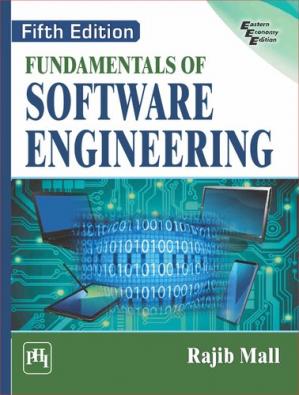 Fifth Edition
Eastern
Economy
Edition
FUNDAMENTALS OF
SOFTWARE
ENGINEERING
PHI
Rajib Mall